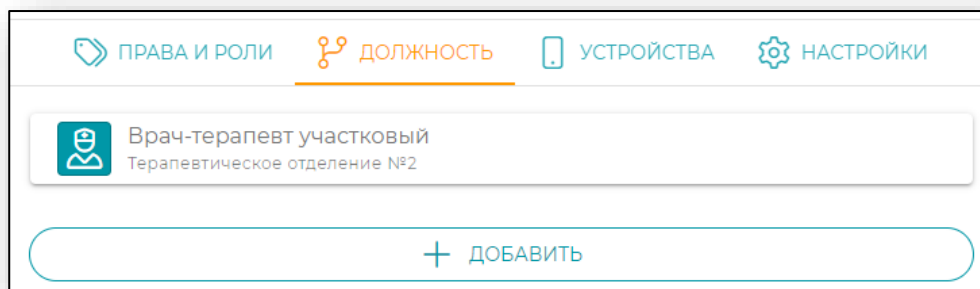 ПРАВА И РОЛИ ДОЛЖНОСТЬ УСТРОЙСТВА НАСТРОЙКИ
Врач-терапевт участковый
Терапевтическое отделение №2
ДОБАВИТЬ